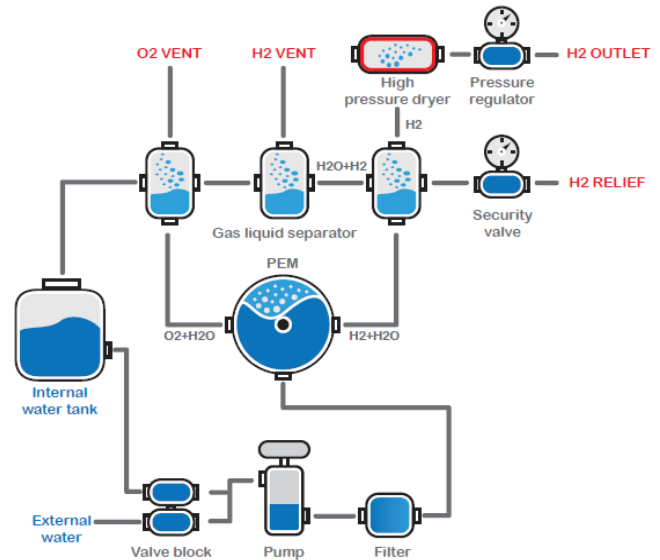 O2 VENT
H2 VENT
H2 OUTLET
High
pressure dryer
Pressure
regulator
H2
H2O+H2
H2 RELIEF
Gas liquid separator
Security
valve
PEM
O2+H2O
H2+H2O
Internal
water tank
External
water
Valve block
Pump
Filter